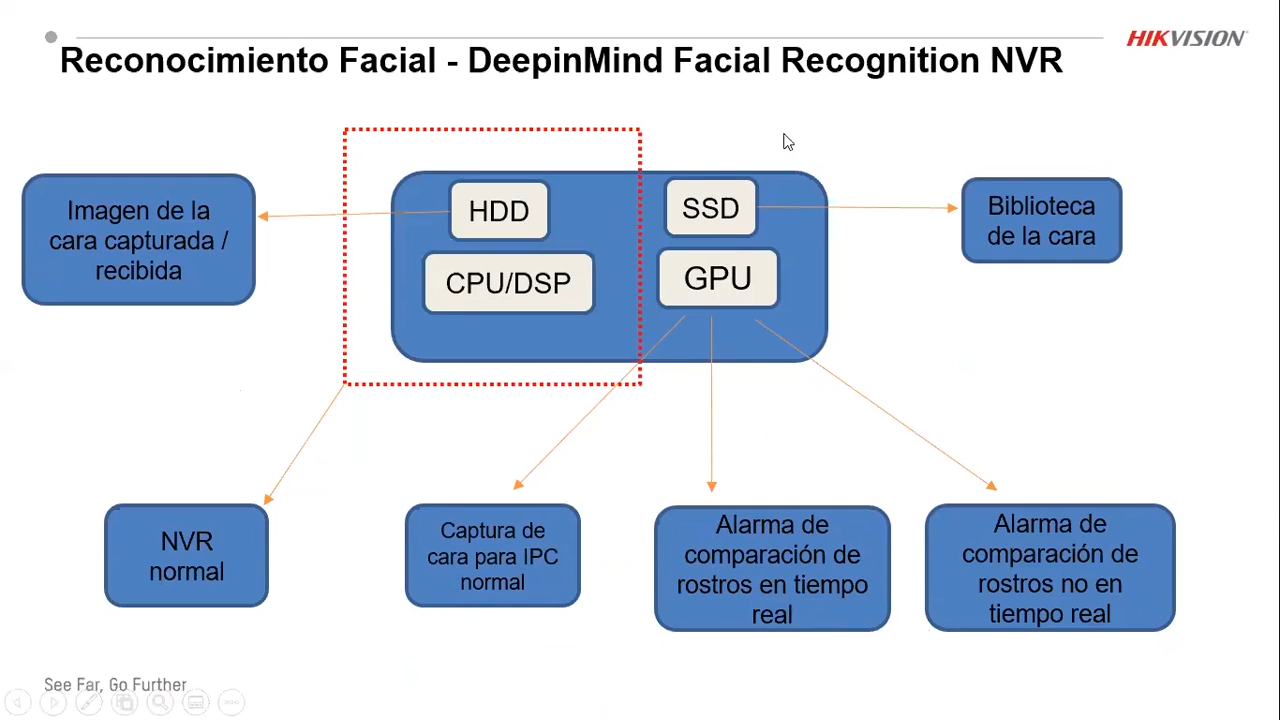 HIKVISION
Reconocimiento Facial - DeepinMind Facial Recognition NVR
Imagen de la
cara capturada /
recibida
HDD
CPU/DSP
SSD
GPU
Biblioteca
de la cara
NVR
normal
Captura de
cara para IPC
normal
Alarma de
comparación de
rostros en tiempo
real
Alarma de
comparación de
rostros no en
tiempo real
See Far, Go Further